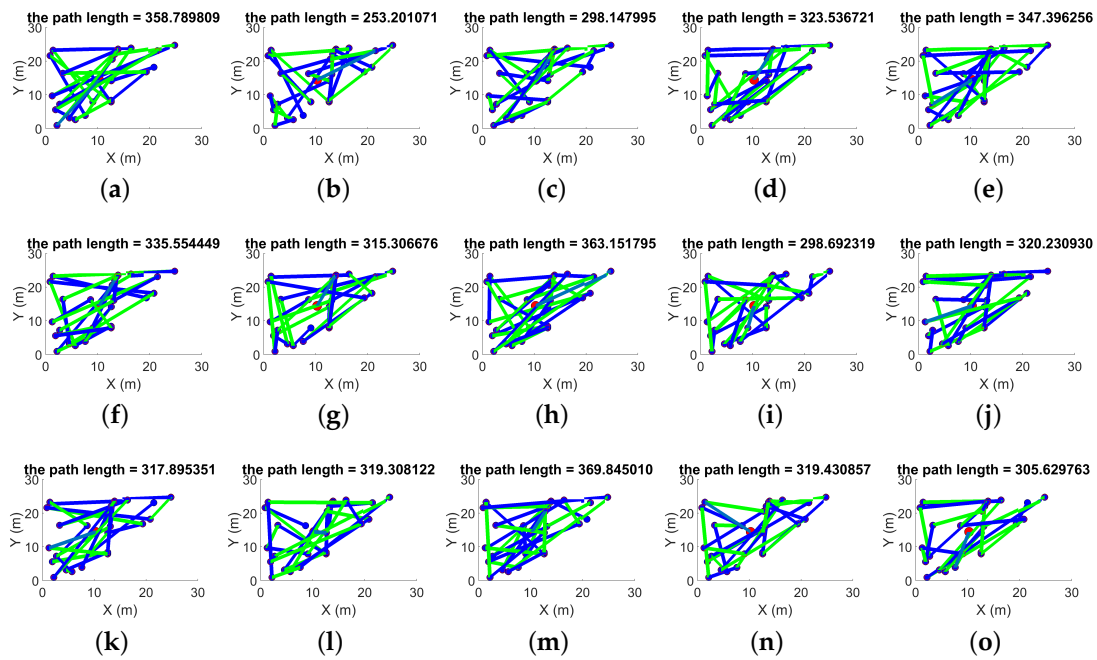 the path length = 358.789809
the path length = 253.201071
the path length = 298.147995
the path length = 323.536721
the path length = 347.396256
30
20
10
0
Y (m)
0 10 20 30
X (m)
30
20
10
0
Y (m)
0 10 20 30
X (m)
30
20
10
0
Y (m)
0 10 20 30
X (m)
30
20
10
0
Y (m)
0 10 20 30
X (m)
30
20
10
0
Y (m)
0 10 20 30
X (m)
(a)
(b)
(c)
(d)
(e)
the path length = 335.554449
the path length = 315.306676
the path length = 363.151795
the path length = 298.692319
the path length = 320.230930
30
20
10
0
Y (m)
0 10 20 30
X (m)
30
20
10
0
Y (m)
0 10 20 30
X (m)
30
20
10
0
Y (m)
0 10 20 30
X (m)
30
20
10
0
Y (m)
0 10 20 30
X (m)
30
20
10
0
Y (m)
0 10 20 30
X (m)
(f)
(g)
(h)
(i)
(j)
the path length = 317.895351
the path length = 319.308122
the path length = 369.845010
the path length = 319.430857
the path length = 305.629763
30
20
10
0
Y (m)
0 10 20 30
X (m)
30
20
10
0
Y (m)
0 10 20 30
X (m)
30
20
10
0
Y (m)
0 10 20 30
X (m)
30
20
10
0
Y (m)
0 10 20 30
X (m)
30
20
10
0
Y (m)
0 10 20 30
X (m)
(k)
(l)
(m)
(n)
(o)